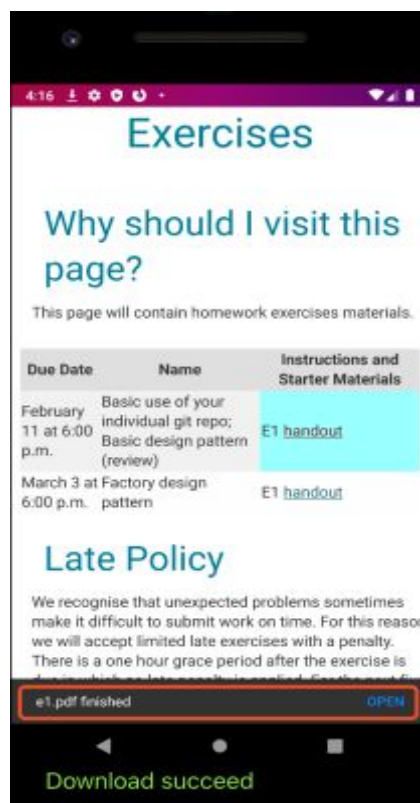 4:16
Exercises
Why should I visit this
page?
This page will contain homework exercises materials.
Due Date Name Instructions and
Starter Materials
February
11 at 6:00
p.m.
Basic use of your
individual git repo;
Basic design pattern
(review)
E1 handout
March 3 at
6:00 p.m.
Factory design
pattern
E1 handout
Late Policy
We recognise that unexpected problems sometimes
make it difficult to submit work on time. For this reason
we will accept limited late exercises with a penalty.
There is a one hour grace period after the exercise is
e1.pdf finished OPEN
Download succeed